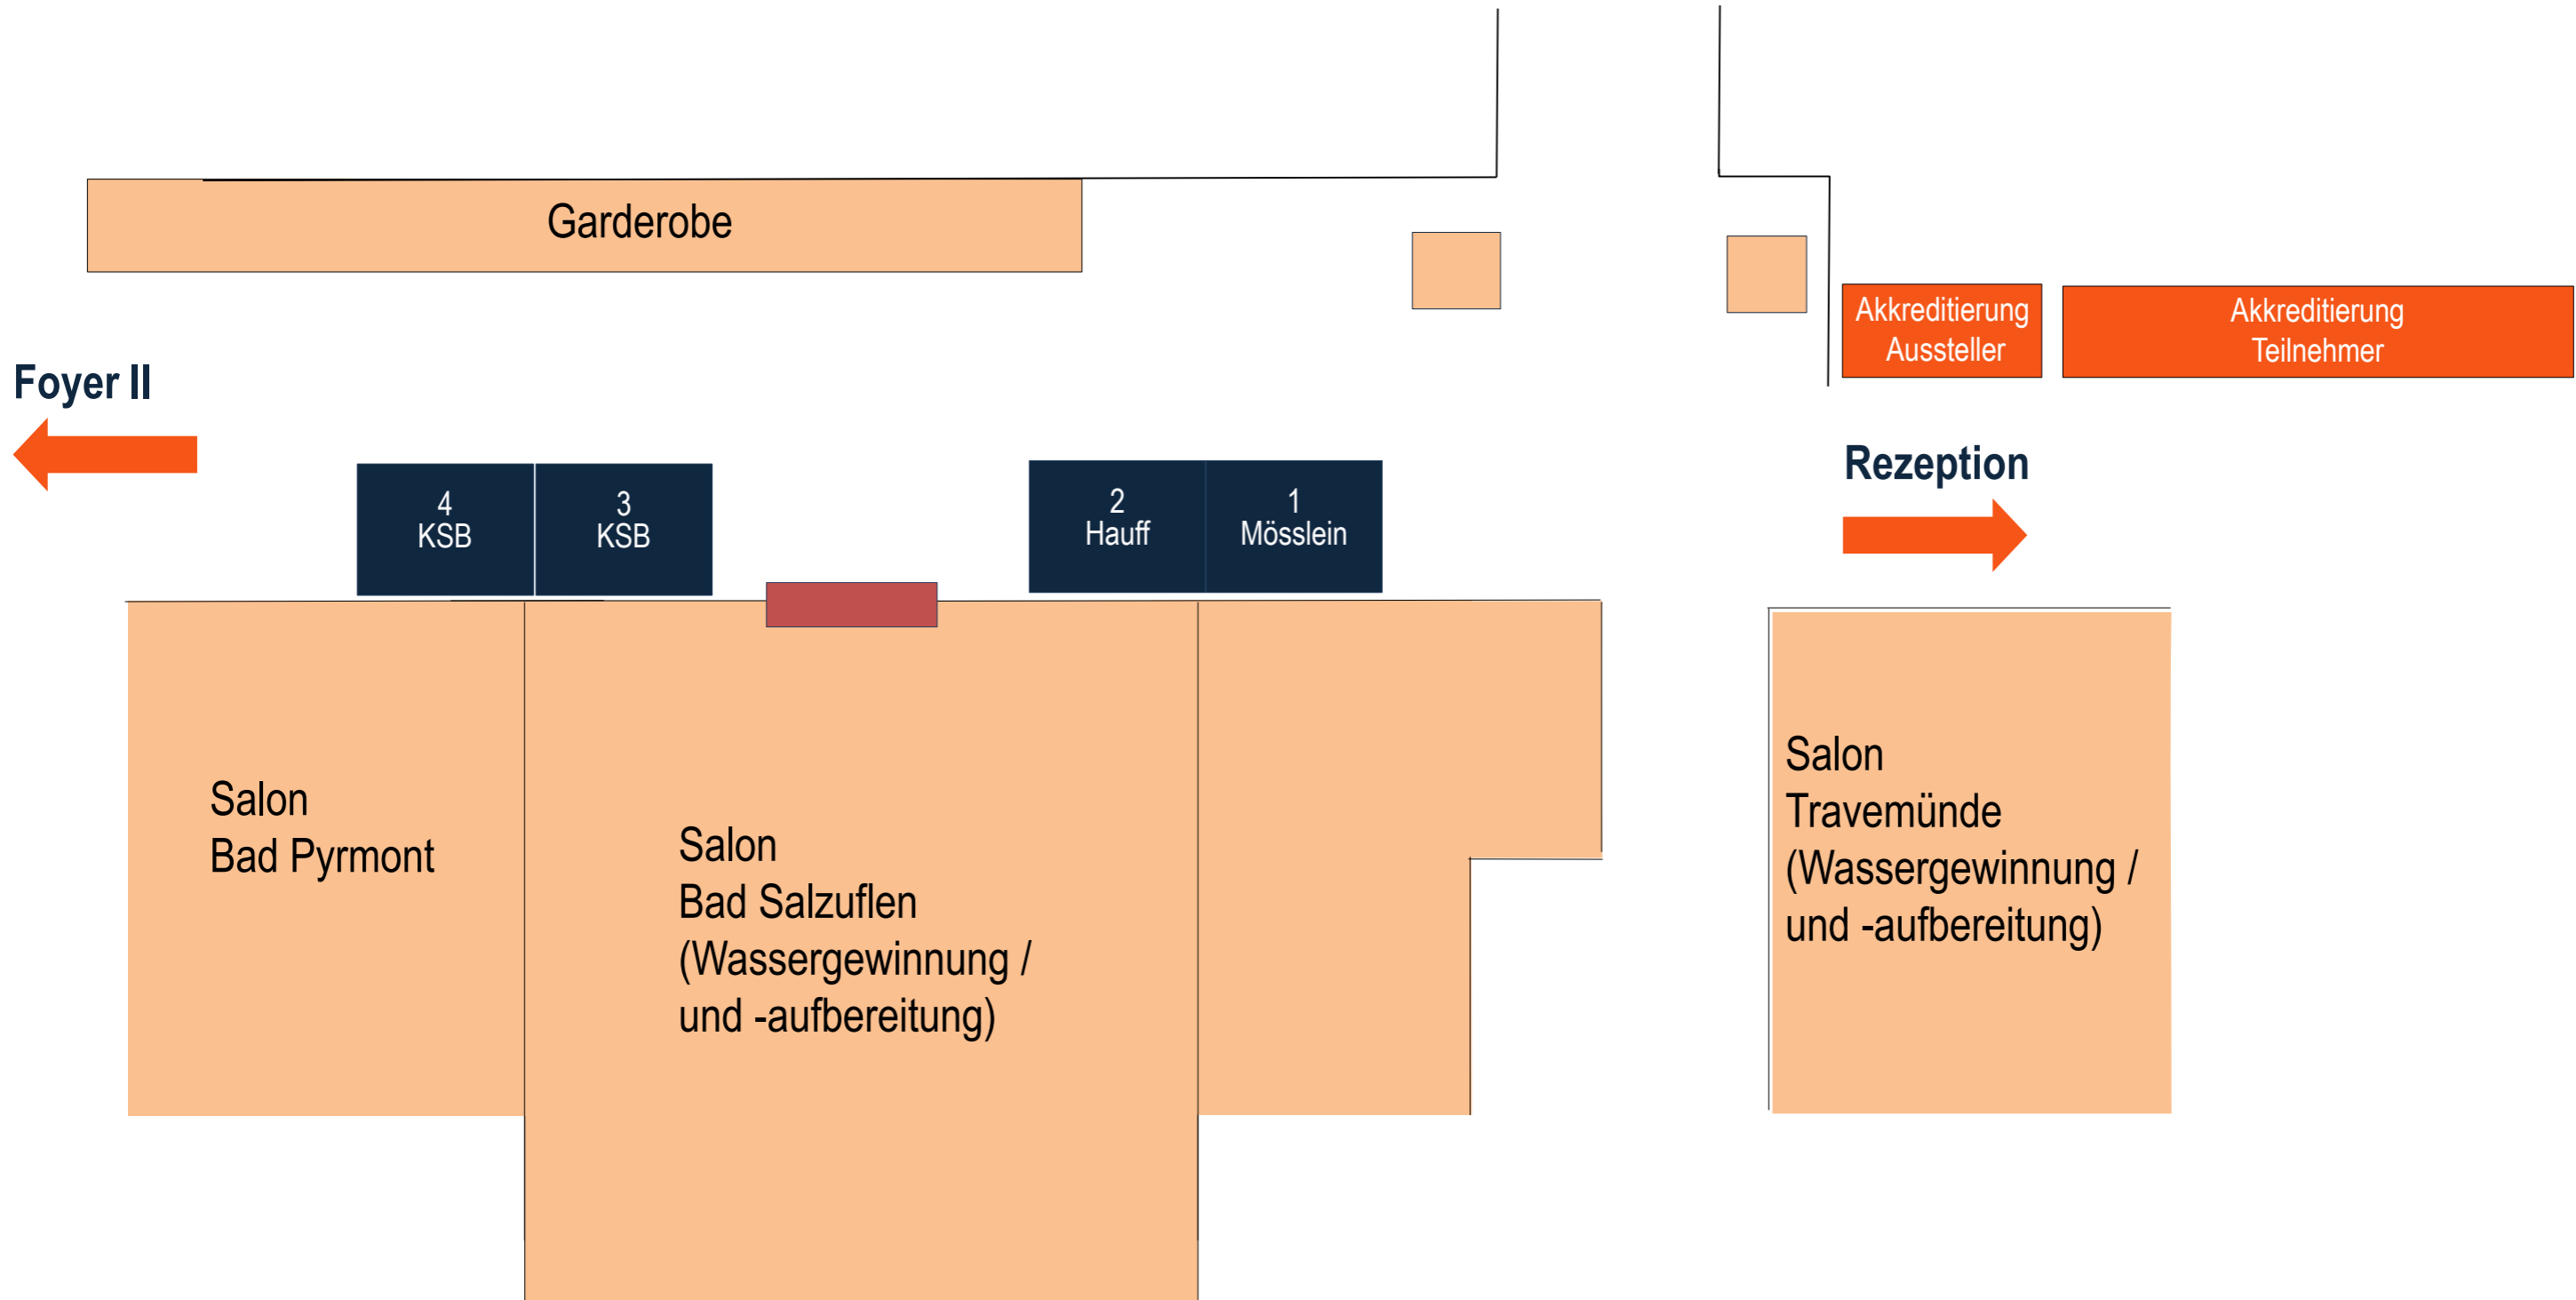 Garderobe
Akkreditierung
Aussteller
Akkreditierung
Teilnehmer
Foyer II
Rezeption
4
KSB
3
KSB
2
Hauff
1
Mösslein
Salon
Bad Pyrmont
Salon
Bad Salzuflen
(Wassergewinnung /
und -aufbereitung)
Salon
Travemünde
(Wassergewinnung /
und -aufbereitung)